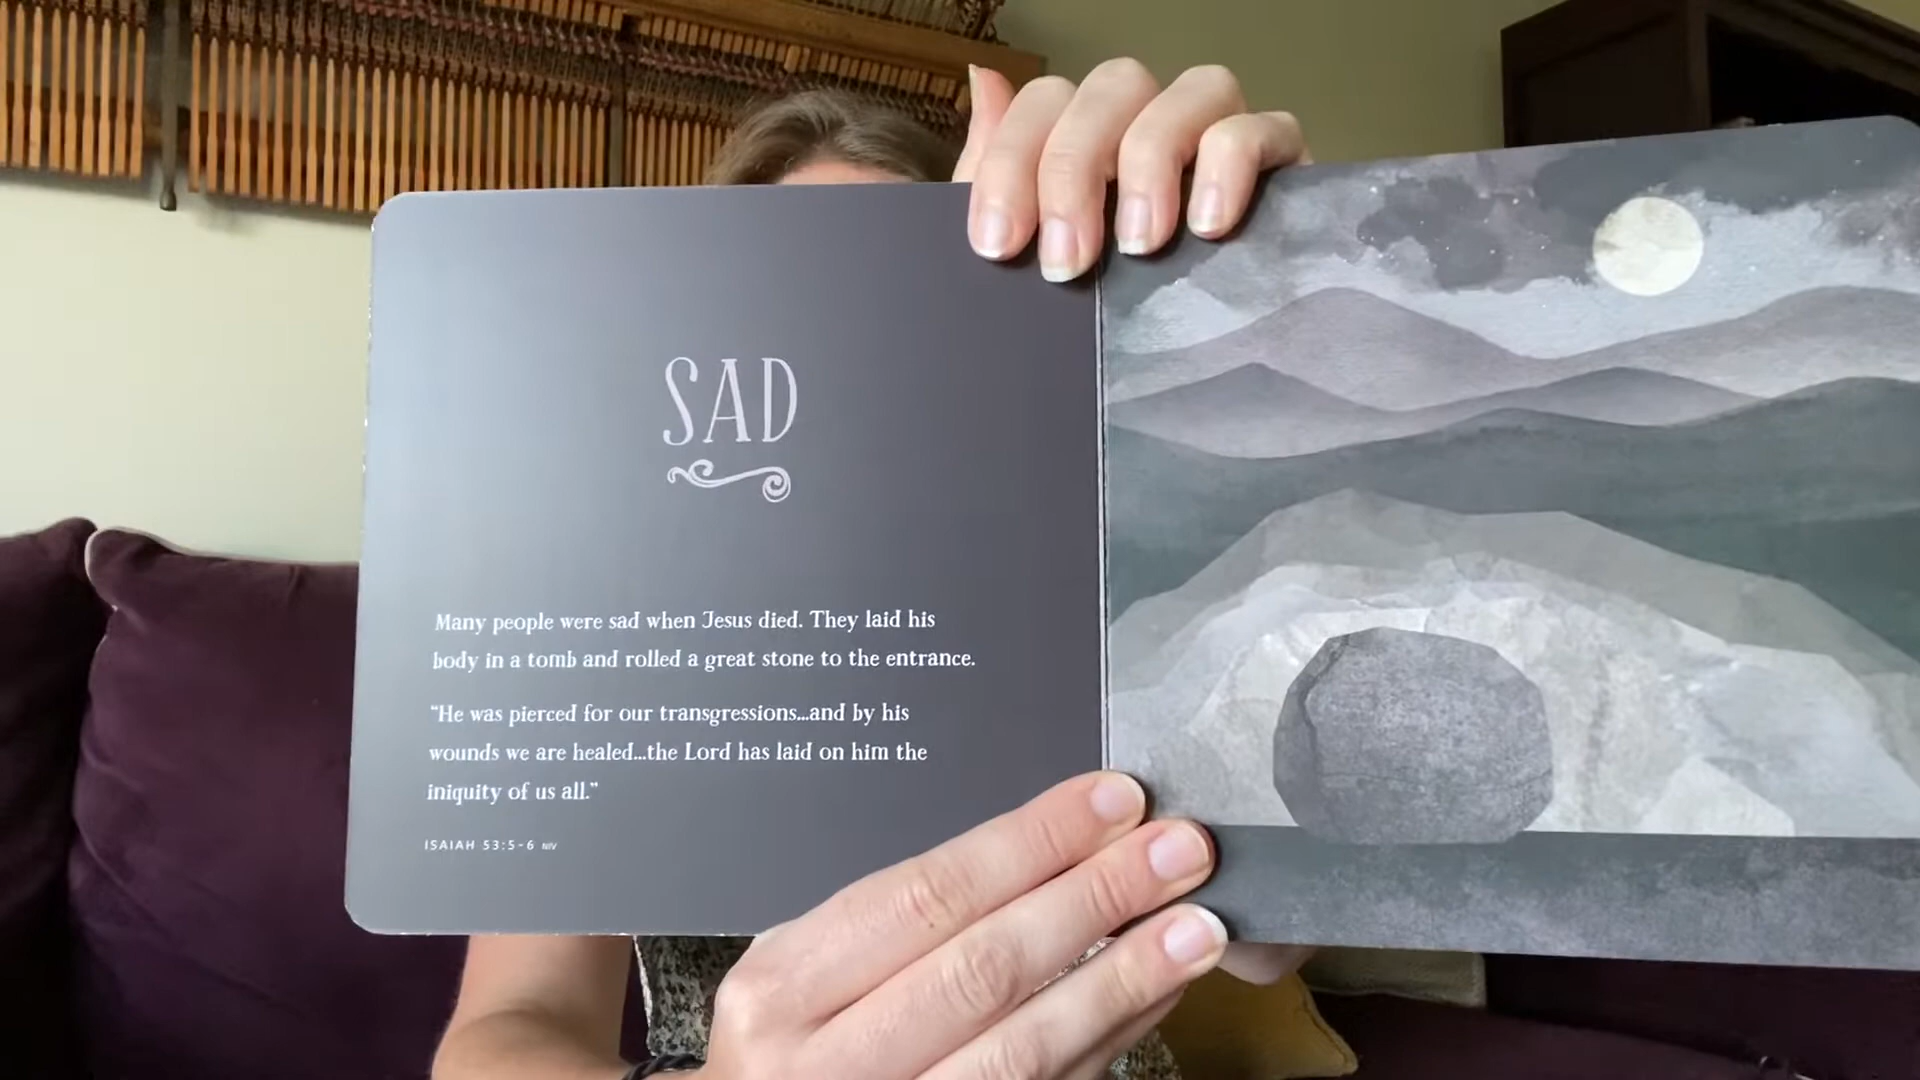 SAD
Many people were sad when Jesus died. They laid his
body in a tomb and rolled a great stone to the entrance.
"He was pierced for our transgressions...and by his
wounds we are healed...the Lord has laid on him the
iniquity of us all."
ISAIAH 53:5-6 NIV